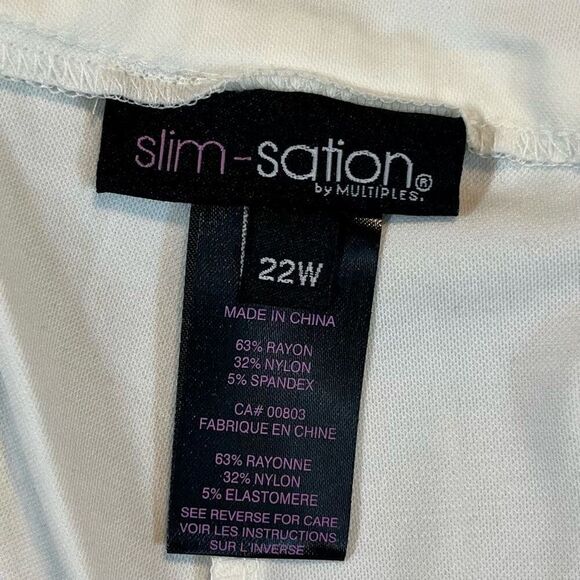 slim-sation®
by MULTIPLES.
22W
MADE IN CHINA
63% RAYON
32% NYLON
5% SPANDEX
CA# 00803
FABRIQUE EN CHINE
63% RAYONNE
32% NYLON
5% ELASTOMERE
SEE REVERSE FOR CARE
VOIR LES INSTRUCTIONS
SUR L'INVERSE